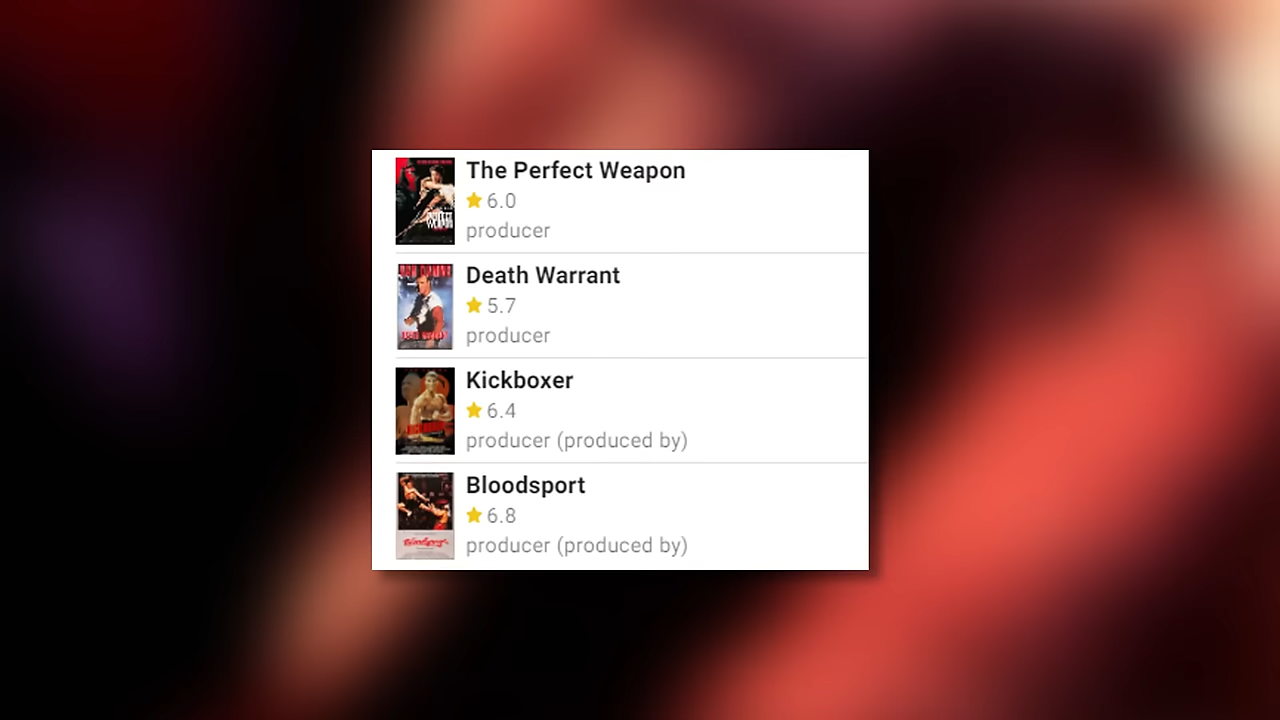 The Perfect Weapon
6.0
producer
Death Warrant
5.7
producer
Kickboxer
6.4
producer (produced by)
Bloodsport
6.8
producer (produced by)